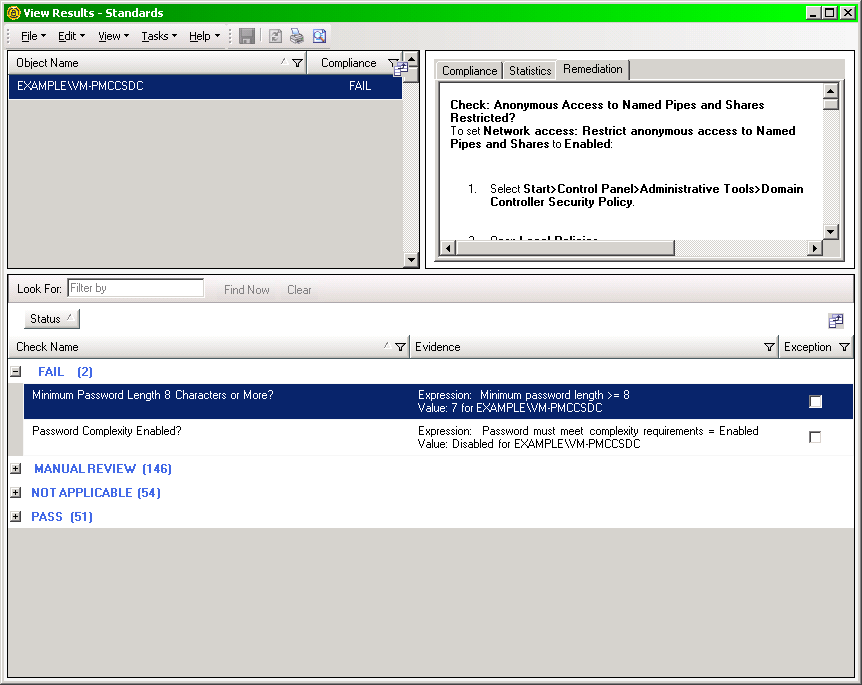 View Results - Standards
File Edit View Tasks Help
Object Name Compliance
EXAMPLE\VM-PMCCSDC FAIL
Compliance Statistics Remediation
Check: Anonymous Access to Named Pipes and Shares
Restricted?
To set Network access: Restrict anonymous access to Named
Pipes and Shares to Enabled:
1. Select Start>Control Panel>Administrative Tools>Domain
Controller Security Policy.
2. Open Local Policies
Look For: Filter by Find Now Clear
Status
Check Name Evidence Exception
FAIL (2)
Minimum Password Length 8 Characters or More? Expression: Minimum password length >= 8
Value: 7 for EXAMPLE\VM-PMCCSDC
Password Complexity Enabled? Expression: Password must meet complexity requirements = Enabled
Value: Disabled for EXAMPLE\VM-PMCCSDC
MANUAL REVIEW (146)
NOT APPLICABLE (54)
PASS (51)